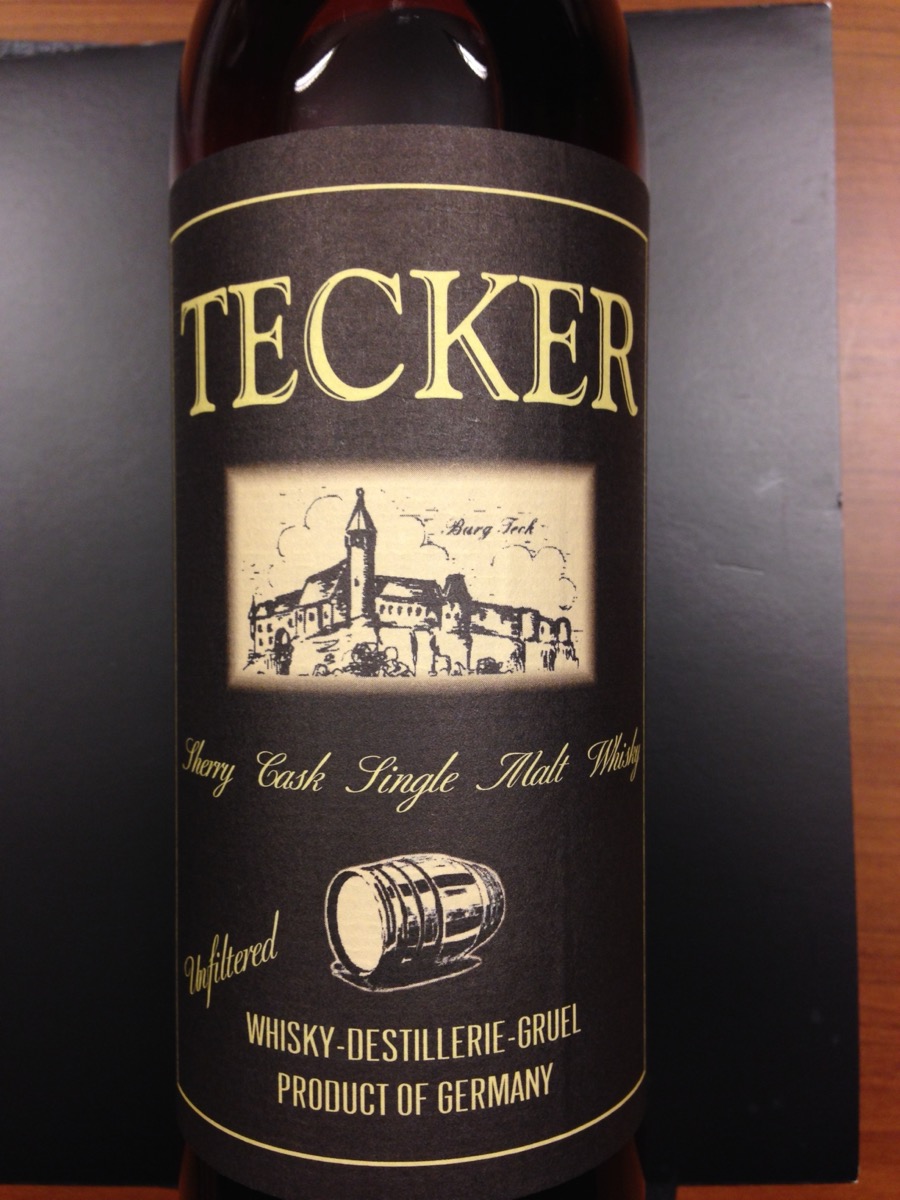 TECKER
Burg Teck
Sherry Cask Single Malt Whisky
Unfiltered
WHISKY-DESTILLERIE-GRUEL
PRODUCT OF GERMANY